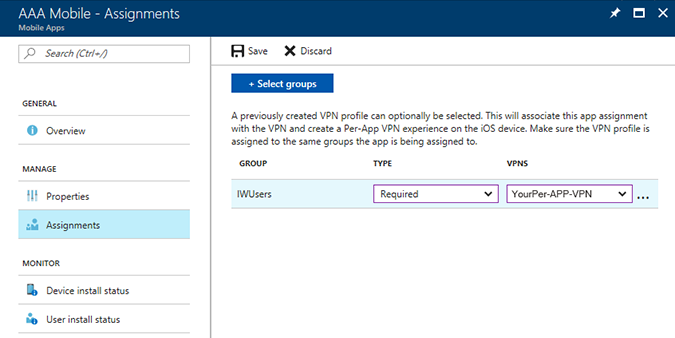 AAA Mobile - Assignments
Mobile Apps
Search (Ctrl+/)
GENERAL
Overview
MANAGE
Properties
Assignments
MONITOR
Device install status
User install status
Save Discard
+ Select groups
A previously created VPN profile can optionally be selected. This will associate this app assignment
with the VPN and create a Per-App VPN experience on the iOS device. Make sure the VPN profile is
assigned to the same groups the app is being assigned to.
GROUP TYPE VPNS
IWUsers Required YourPer-APP-VPN ...